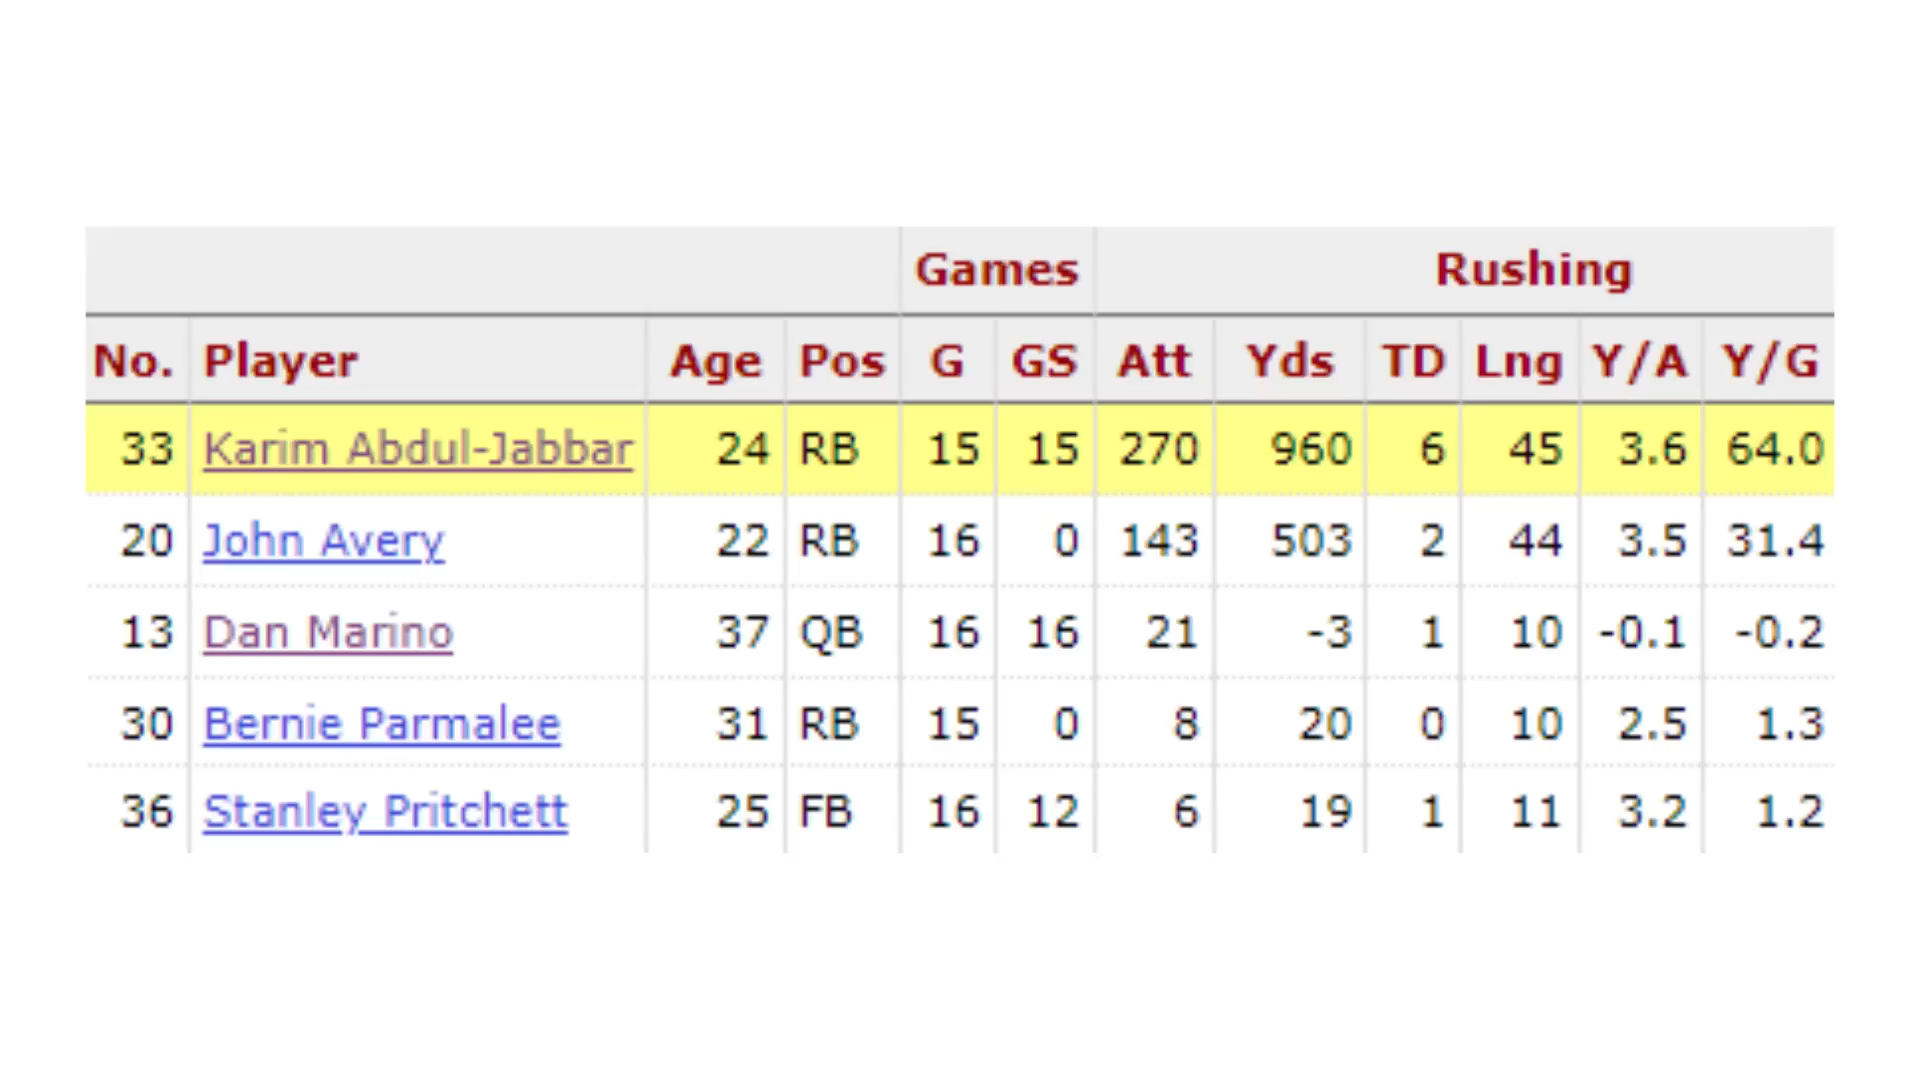 Games Rushing
No. Player Age Pos G GS Att Yds TD Lng Y/A Y/G
33 Karim Abdul-Jabbar 24 RB 15 15 270 960 6 45 3.6 64.0
20 John Avery 22 RB 16 0 143 503 2 44 3.5 31.4
13 Dan Marino 37 QB 16 16 21 -3 1 10 -0.1 -0.2
30 Bernie Parmalee 31 RB 15 0 8 20 0 10 2.5 1.3
36 Stanley Pritchett 25 FB 16 12 6 19 1 11 3.2 1.2